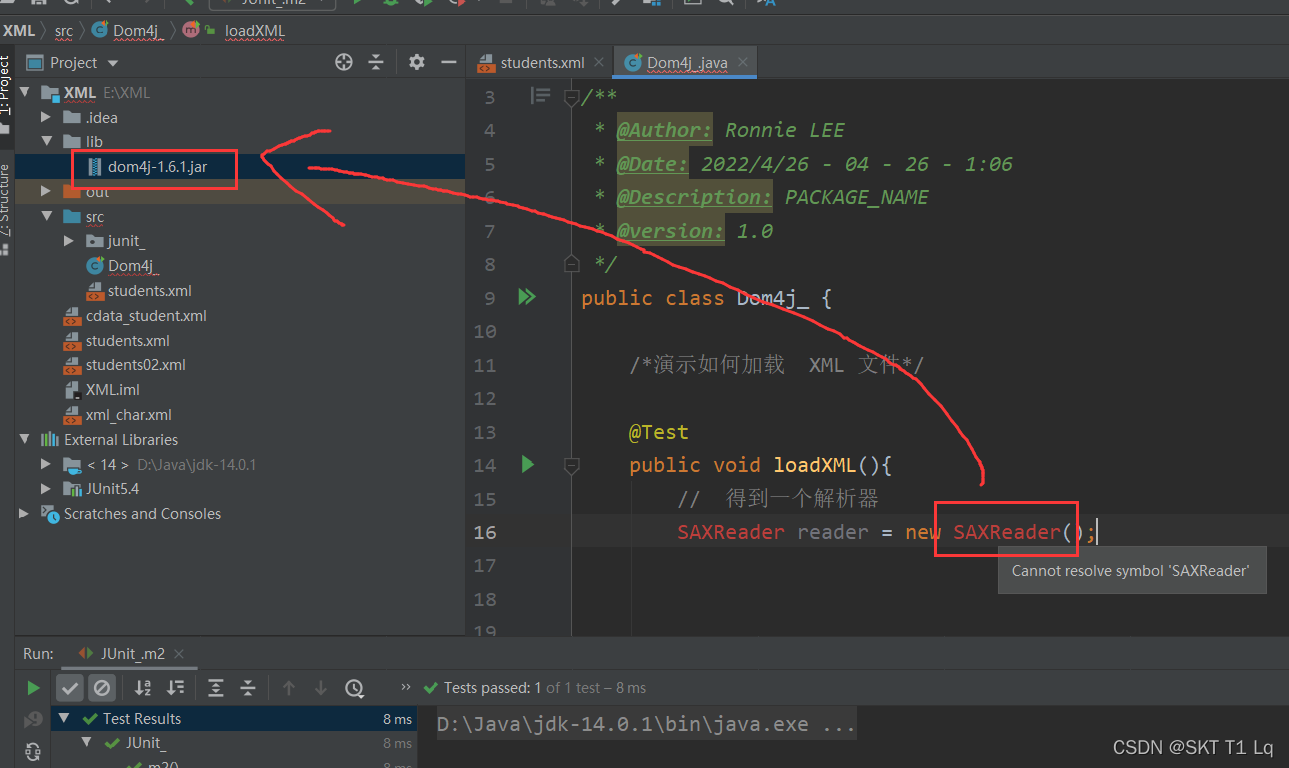 JUnit_.m2
XML
src
Dom4j_
loadXML
1: Project
Project
students.xml
Dom4j_.java
XML E:\XML
.idea
lib
dom4j-1.6.1.jar
out
src
junit_
Dom4j_
students.xml
cdata_student.xml
students.xml
students02.xml
XML.iml
xml_char.xml
External Libraries
< 14 > D:\Java\jdk-14.0.1
JUnit5.4
Scratches and Consoles
Z: Structure
3 /**
4 * @Author: Ronnie LEE
5 * @Date: 2022/4/26 - 04 - 26 - 1:06
6 * @Description: PACKAGE_NAME
7 * @version: 1.0
8 */
9 public class Dom4j_ {
10
11 /*演示如何加载 XML 文件*/
12
13 @Test
14 public void loadXML(){
15 // 得到一个解析器
16 SAXReader reader = new SAXReader();
Cannot resolve symbol 'SAXReader'
17
18
19
Run: JUnit_.m2
Tests passed: 1 of 1 test – 8 ms
Test Results 8 ms
JUnit_ 8 ms
m2()
D:\Java\jdk-14.0.1\bin\java.exe ...
CSDN @SKT T1 Lq